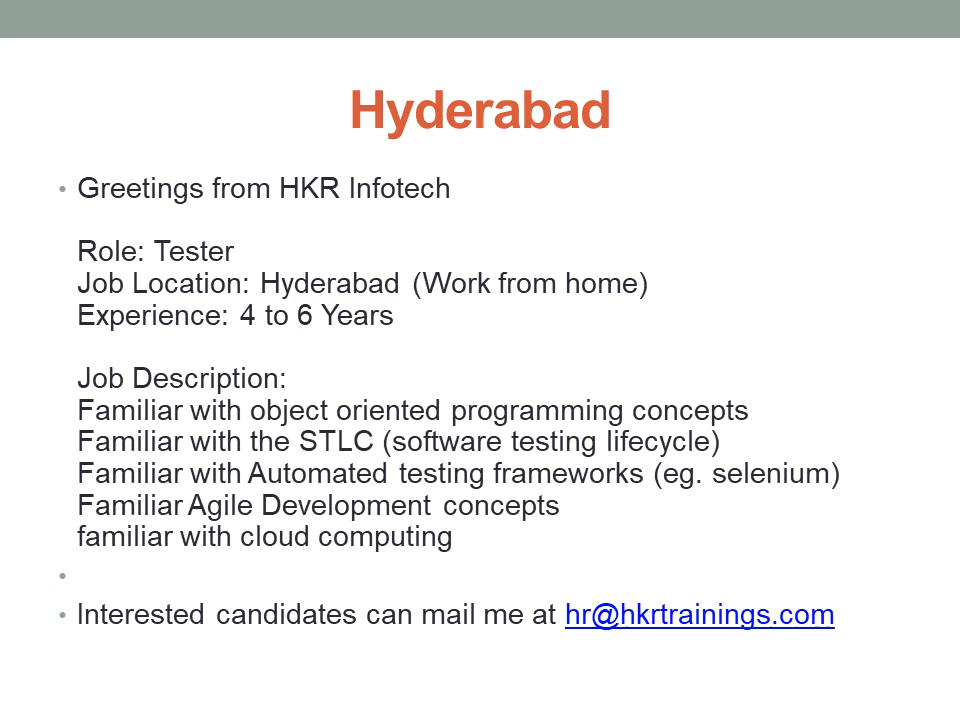 Hyderabad
• Greetings from HKR Infotech
Role: Tester
Job Location: Hyderabad (Work from home)
Experience: 4 to 6 Years
Job Description:
Familiar with object oriented programming concepts
Familiar with the STLC (software testing lifecycle)
Familiar with Automated testing frameworks (eg. selenium)
Familiar Agile Development concepts
familiar with cloud computing
•
• Interested candidates can mail me at hr@hkrtrainings.com